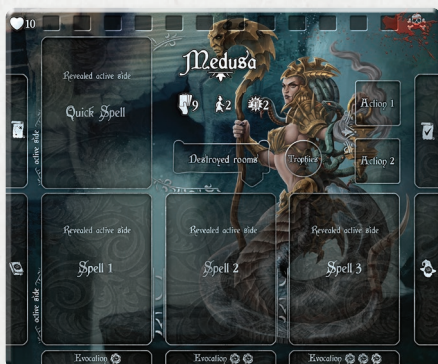 10
Medusa
9 2 2
Revealed active side
Quick Spell
Action 1
Action 2
Destroyed rooms
Trophies
active side
Revealed active side
Spell 1
Revealed active side
Spell 2
Revealed active side
Spell 3
active side
Evocation
Evocation
Evocation